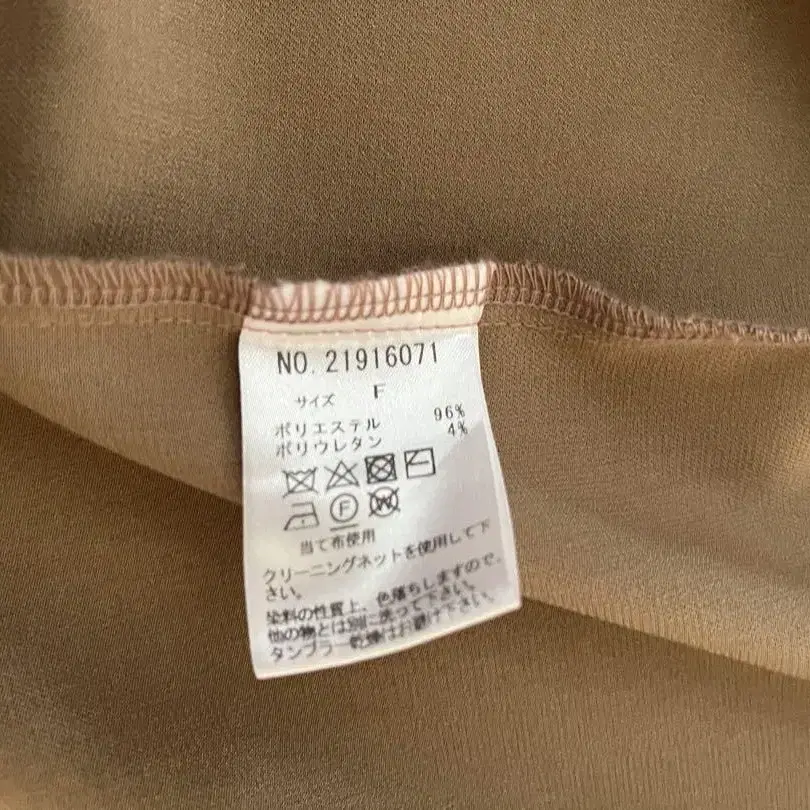 NO. 21916071
サイズ F
ポリエステル 96%
ポリウレタン 4%
F W
当て布使用
クリーニングネットを使用して下
さい。
染料の性質上、色落ちしますので、
他の物とは別に洗って下さい。
タンブラー乾燥はお避け下さい。